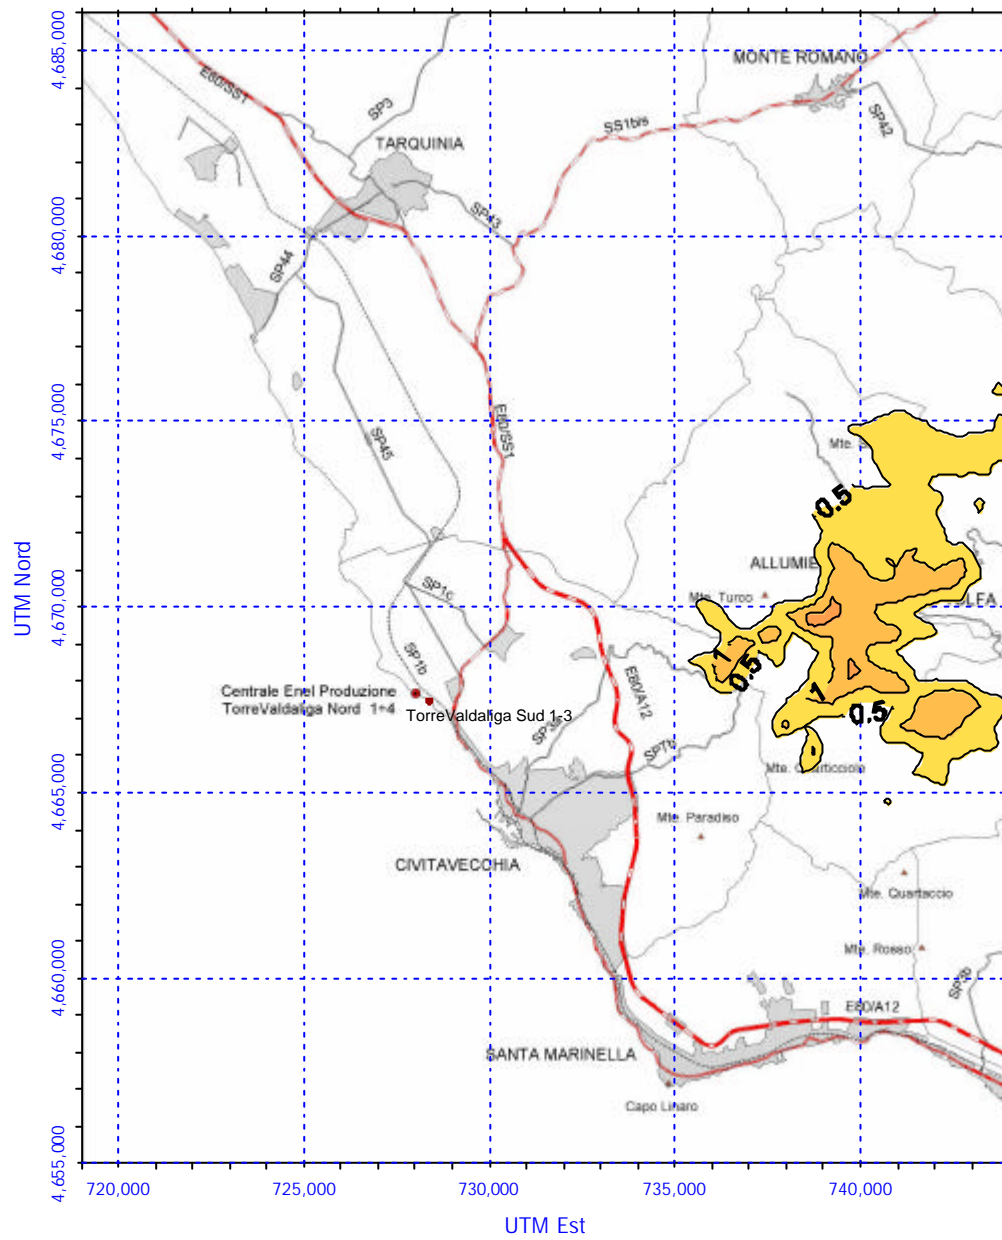 4,685,000
MONTE ROMANO
E80/SS1
SP3
SS1bis
SP42
TARQUINIA
SP43
4,680,000
SP44
4,675,000
E80/SS1
SP45
Mte.
0.5
ALLUMIE
4,670,000
SP1c
Mte. Turco
OLFA
UTM Nord
SP1b
1
0.5
E80/A12
Centrale Enel Produzione
TorreValdaliga Nord 1÷4
TorreValdaliga Sud 1-3
1
0.5
SP7b
Mte. Quarticciolo
4,665,000
Mte. Paradiso
CIVITAVECCHIA
Mte. Quartaccio
Mte. Rosso
4,660,000
SP3b
E80/A12
SANTA MARINELLA
Capo Linaro
4,655,000
720,000
725,000
730,000
735,000
740,000
UTM Est